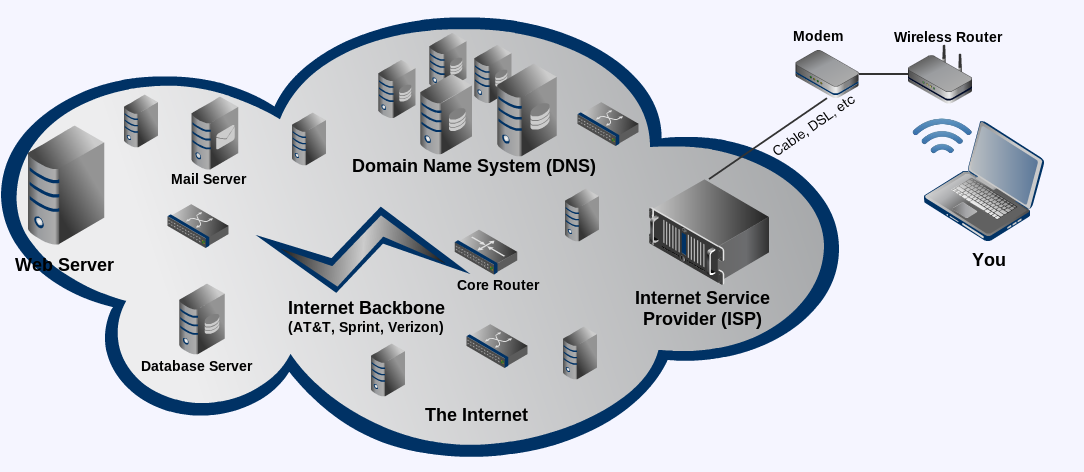 Modem
Wireless Router
Cable, DSL, etc
Domain Name System (DNS)
Mail Server
Web Server
You
Core Router
Internet Backbone
(AT&T, Sprint, Verizon)
Internet Service
Provider (ISP)
Database Server
The Internet